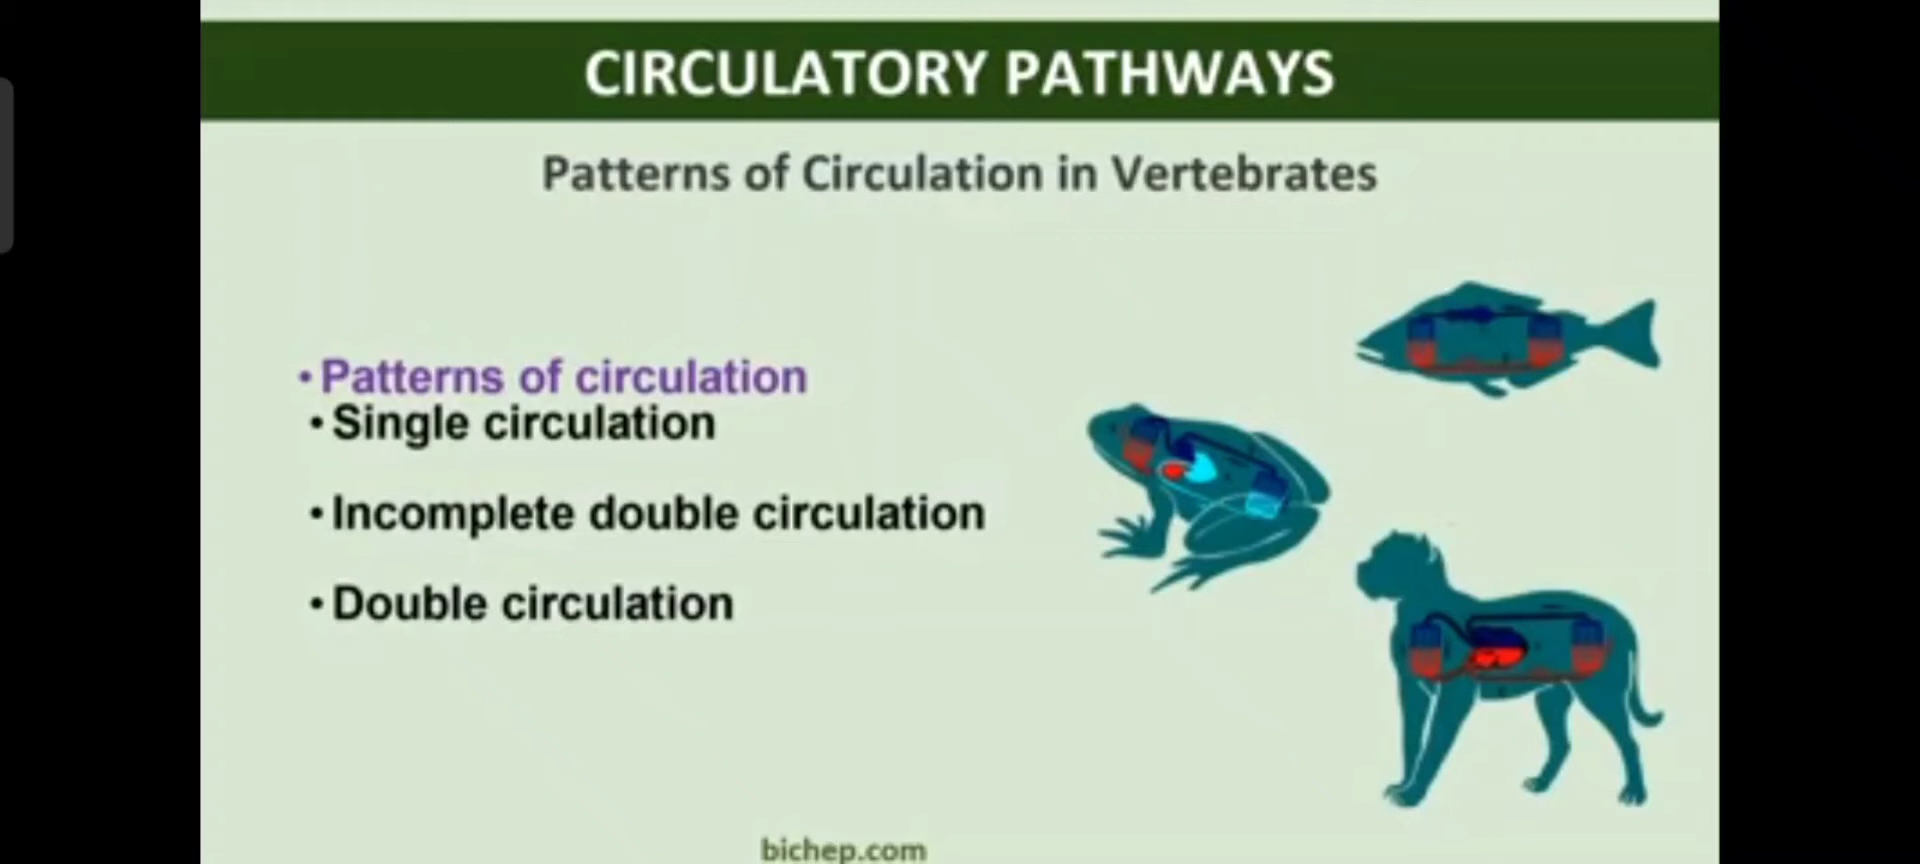 CIRCULATORY PATHWAYS
Patterns of Circulation in Vertebrates
• Patterns of circulation
• Single circulation
• Incomplete double circulation
• Double circulation
bichep.com